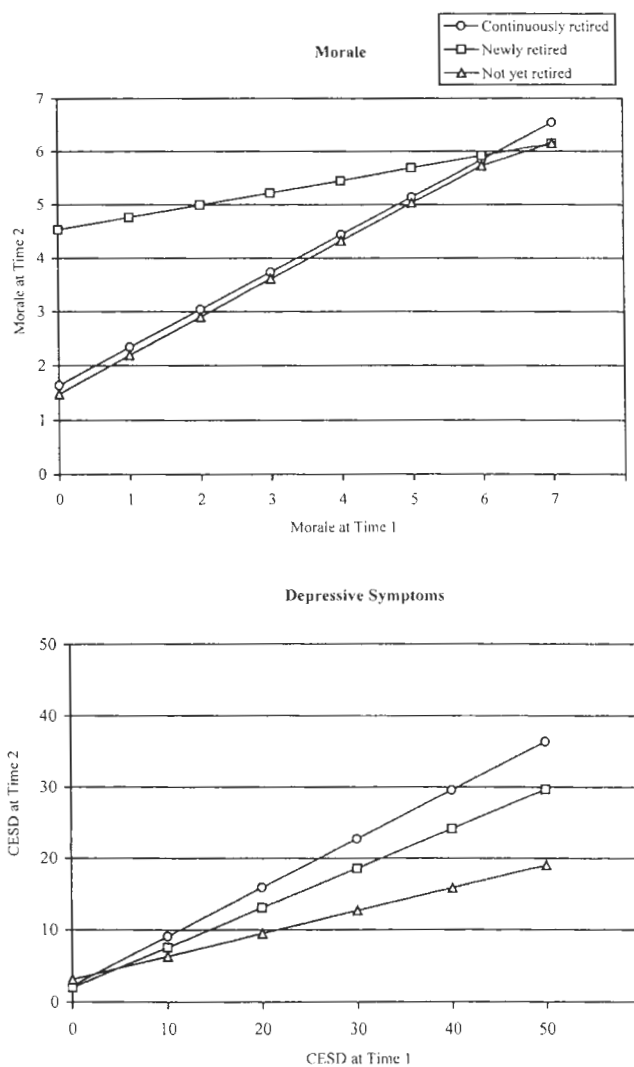 Continuously retired
Newly retired
Not yet retired
Morale
7
6
5
4
3
2
1
0
Morale at Time 2
0 1 2 3 4 5 6 7
Morale at Time 1
Depressive Symptoms
50
40
30
20
10
0
CESD at Time 2
0 10 20 30 40 50
CESD at Time 1